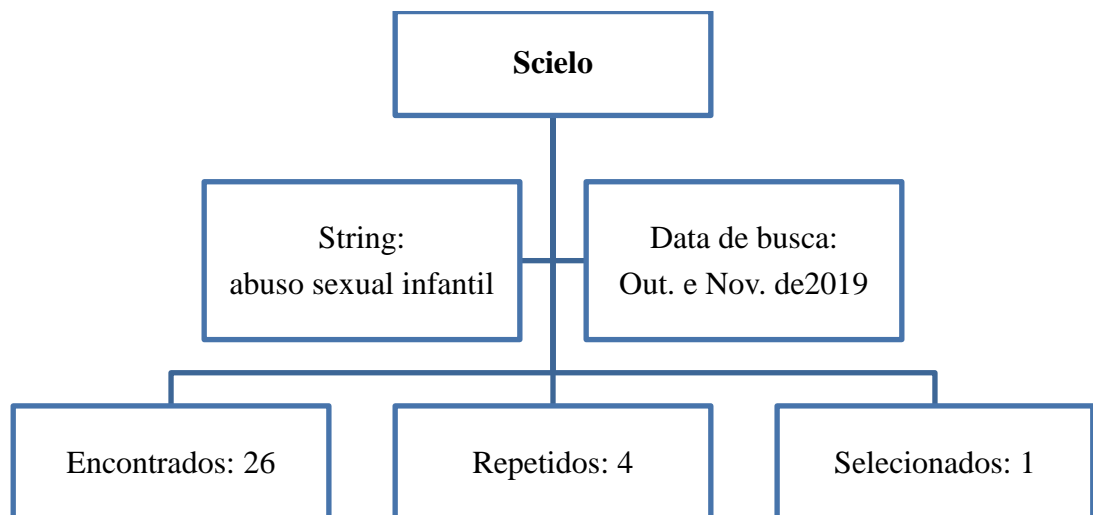 Scielo
String:
abuso sexual infantil
Data de busca:
Out. e Nov. de2019
Encontrados: 26
Repetidos: 4
Selecionados: 1